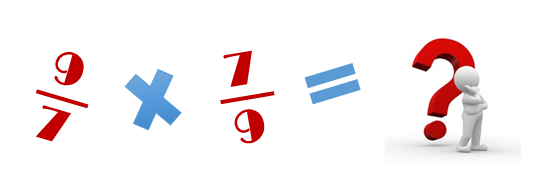 9/7 × 7/9 = ?